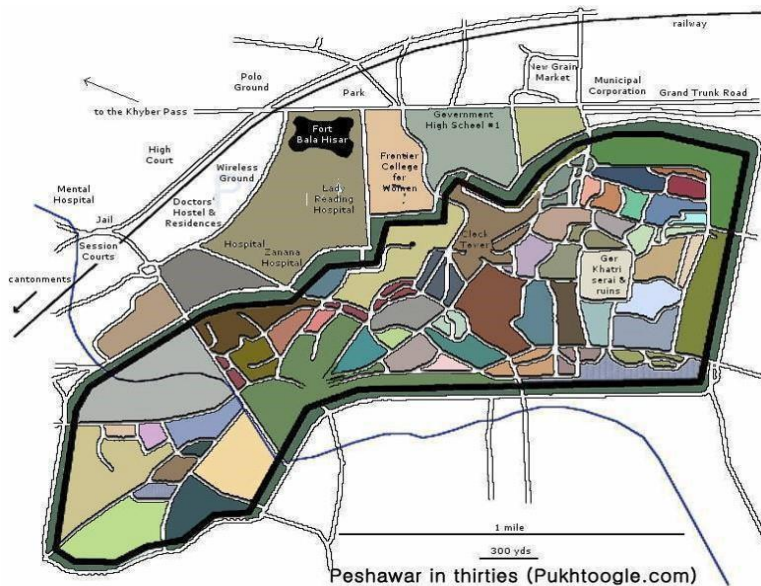 railway
New Grain
Market
Municipal
Corporation
Grand Trunk Road
Polo
Ground
Park
to the Khyber Pass
Government
High School #1
Fort
Bala Hisar
High
Court
Wireless
Ground
Frontier
College
for
Women
Mental
Hospital
Doctors'
Hostel &
Residences
Lady
Reading
Hospital
Jail
Session
Courts
Hospital
Zanana
Hospital
Clock
Tower
Gor
Khatri
serai &
ruins
cantonments
1 mile
300 yds
Peshawar in thirties (Pukhtoogle.com)